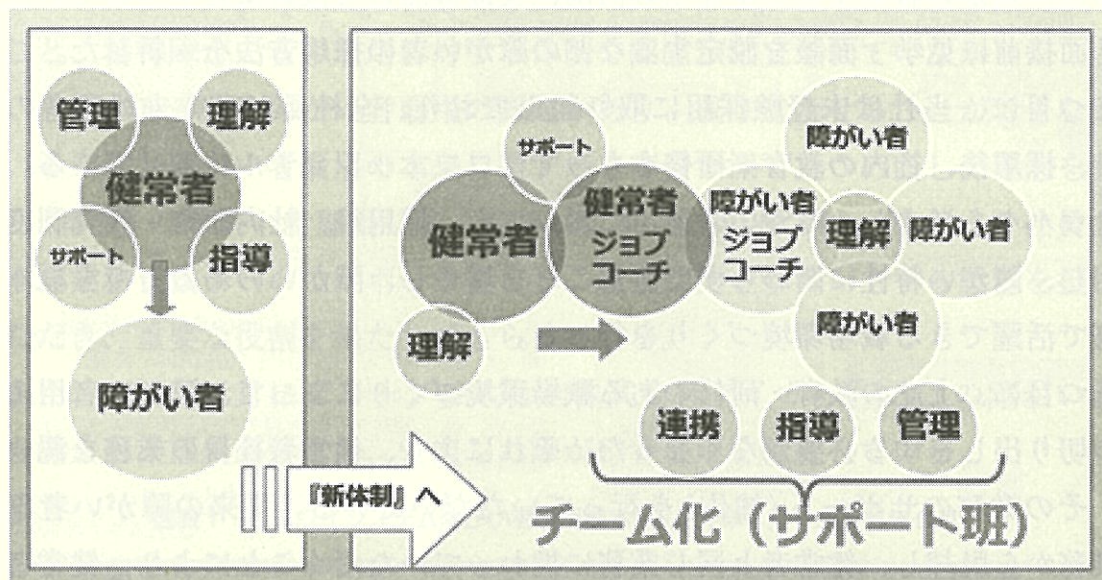 管理
理解
健常者
サポート
指導
障がい者
『新体制』へ
サポート
健常者
理解
健常者
ジョブ
コーチ
障がい者
ジョブ
コーチ
理解
障がい者
障がい者
障がい者
連携
指導
管理
チーム化（サポート班）